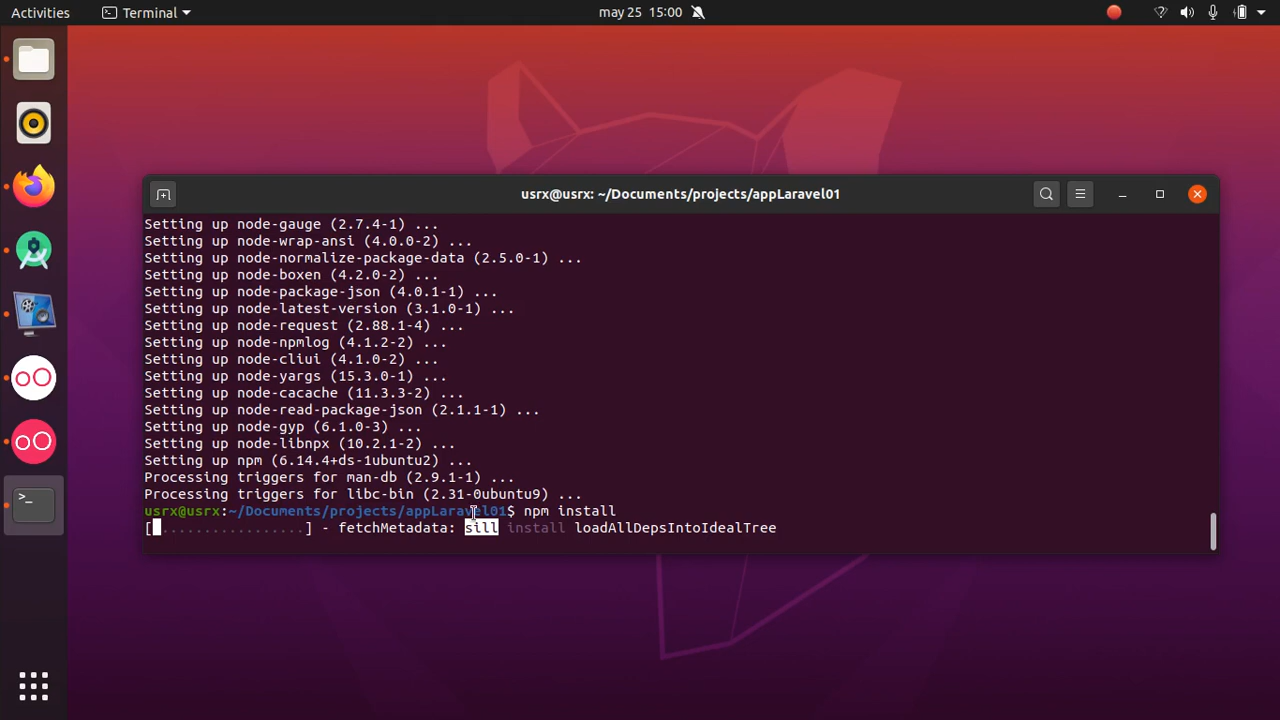 Activities
Terminal
may 25 15:00
usrx@usrx: ~/Documents/projects/appLaravel01
Setting up node-gauge (2.7.4-1) ...
Setting up node-wrap-ansi (4.0.0-2) ...
Setting up node-normalize-package-data (2.5.0-1) ...
Setting up node-boxen (4.2.0-2) ...
Setting up node-package-json (4.0.1-1) ...
Setting up node-latest-version (3.1.0-1) ...
Setting up node-request (2.88.1-4) ...
Setting up node-npmlog (4.1.2-2) ...
Setting up node-cliui (4.1.0-2) ...
Setting up node-yargs (15.3.0-1) ...
Setting up node-cacache (11.3.3-2) ...
Setting up node-read-package-json (2.1.1-1) ...
Setting up node-gyp (6.1.0-3) ...
Setting up node-libnpx (10.2.1-2) ...
Setting up npm (6.14.4+ds-1ubuntu2) ...
Processing triggers for man-db (2.9.1-1) ...
Processing triggers for libc-bin (2.31-0ubuntu9) ...
usrx@usrx:~/Documents/projects/appLaravel01$ npm install
[ .................] - fetchMetadata: sill install loadAllDepsIntoIdealTree
>_
oO
oO